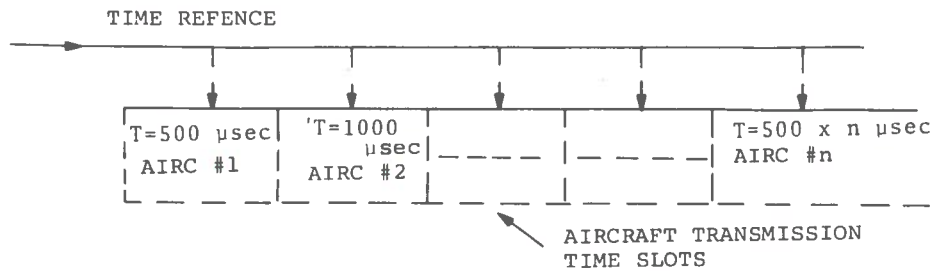 TIME REFENCE
T=500 µsec
AIRC #1
'T=1000
µsec
AIRC #2
T=500 x n µsec
AIRC #n
AIRCRAFT TRANSMISSION
TIME SLOTS